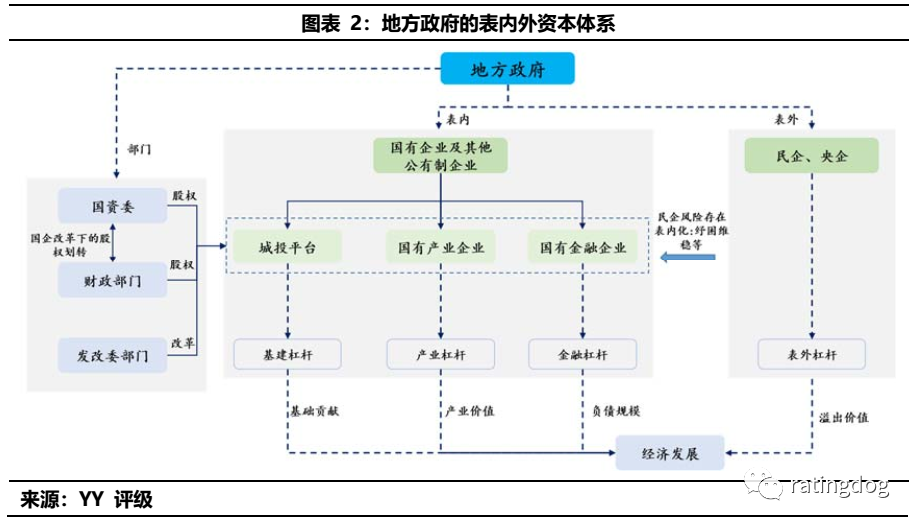 图表 2：地方政府的表内外资本体系
地方政府
表内
表外
部门
国有企业及其他
公有制企业
民企、央企
国资委
股权
国企改革下的股
权划转
股权
财政部门
发改委部门
改革
城投平台
国有产业企业
国有金融企业
民企风险存在
表内化:纾困维
稳等
基建杠杆
产业杠杆
金融杠杆
表外杠杆
基础贡献
产业价值
负债规模
溢出价值
经济发展
来源：YY 评级
ratingdog